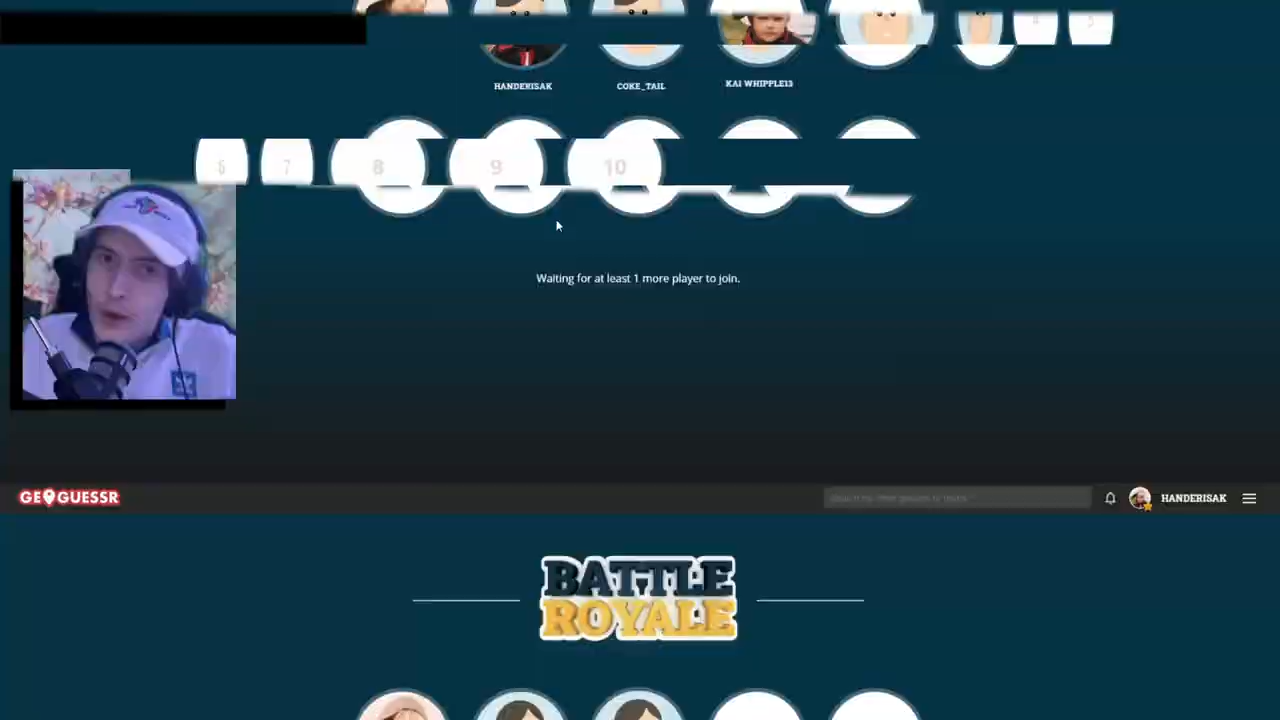 5
HANDERISAK
COKE_TAIL
KAI WHIPPLE13
6
7
8
9
10
Waiting for at least 1 more player to join.
GEOGUESSR
HANDERISAK
BATTLE
ROYALE